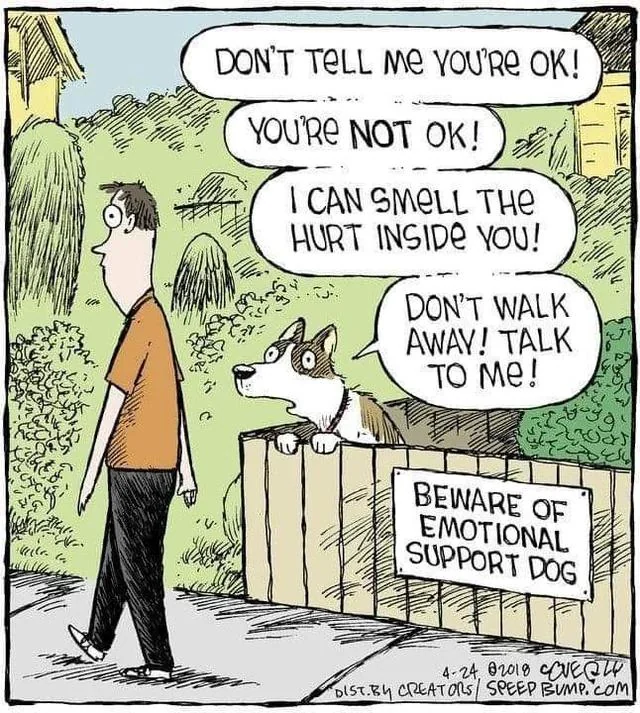 DON'T TELL ME YOU'RE OK!
YOU'RE NOT OK!
I CAN SMELL THE
HURT INSIDE YOU!
DON'T WALK
AWAY! TALK
TO ME!
BEWARE OF
EMOTIONAL
SUPPORT DOG
4-24 ©2018 COVERLY
DIST. BY CREATORS / SPEEDBUMP.COM